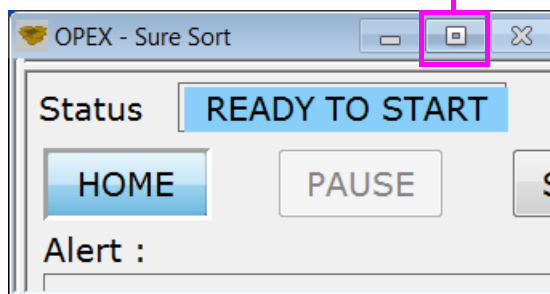 OPEX - Sure Sort
Status READY TO START
HOME PAUSE S
Alert :